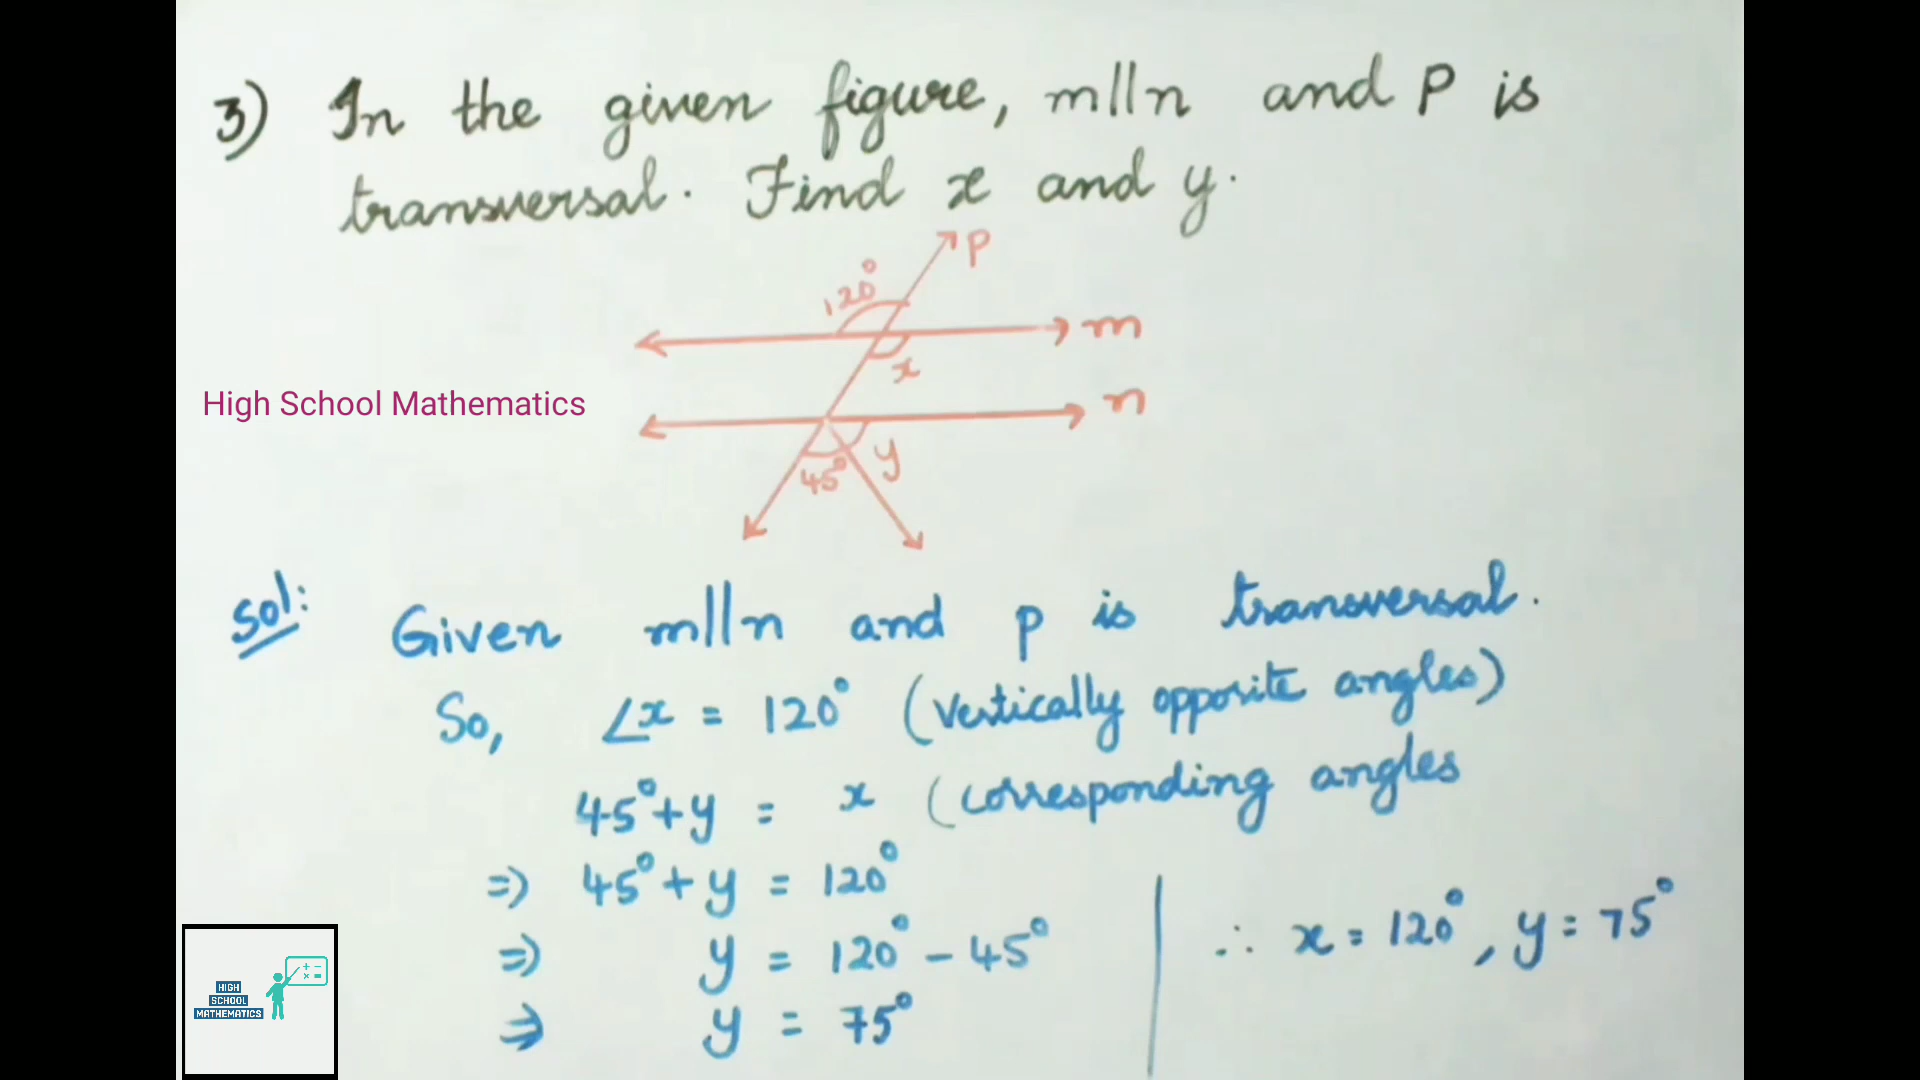 3) In the given figure, m||n and P is
transversal. Find x and y.
P
120°
m
x
High School Mathematics
n
y
45°
Sol:
Given m||n and p is transversal.
So, ∠x = 120° (vertically opposite angles)
45°+y = x (corresponding angles
=) 45°+y = 120°
=) y = 120° - 45°
∴ x = 120°, y = 75°
=) y = 75°
HIGH
SCHOOL
MATHEMATICS
+ -
× =